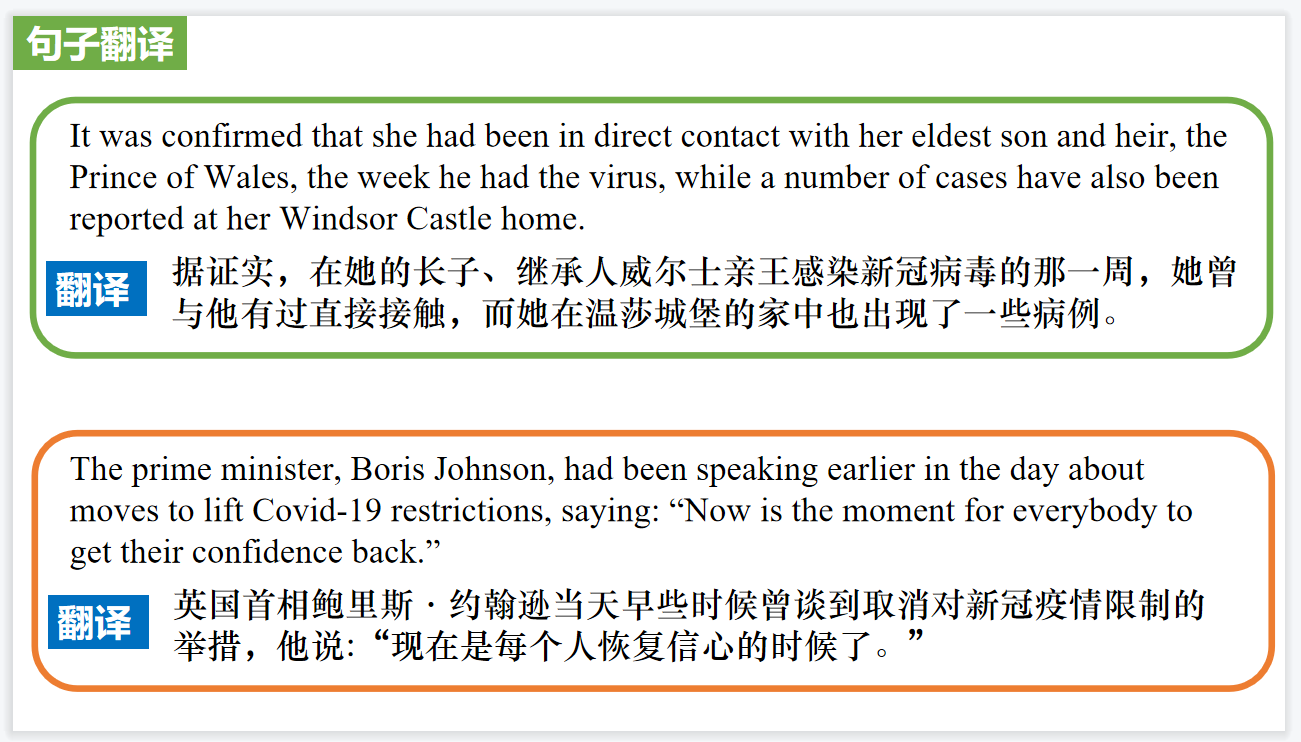 句子翻译
It was confirmed that she had been in direct contact with her eldest son and heir, the
Prince of Wales, the week he had the virus, while a number of cases have also been
reported at her Windsor Castle home.
翻译
据证实，在她的长子、继承人威尔士亲王感染新冠病毒的那一周，她曾
与他有过直接接触，而她在温莎城堡的家中也出现了一些病例。
The prime minister, Boris Johnson, had been speaking earlier in the day about
moves to lift Covid-19 restrictions, saying: “Now is the moment for everybody to
get their confidence back.”
翻译
英国首相鲍里斯·约翰逊当天早些时候曾谈到取消对新冠疫情限制的
举措，他说:“现在是每个人恢复信心的时候了。”